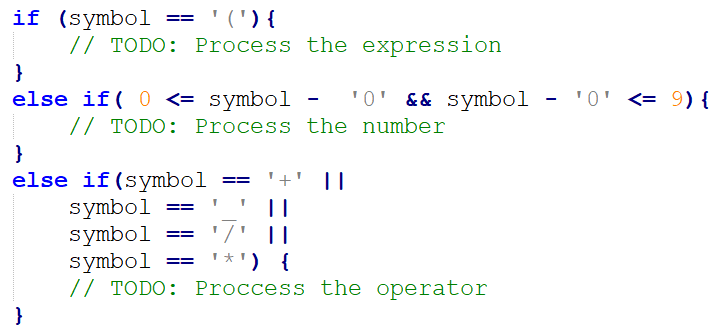 if (symbol == '('){
    // TODO: Process the expression
}
else if( 0 <= symbol -  '0' && symbol - '0' <= 9){
    // TODO: Process the number
}
else if(symbol == '+' ||
    symbol == '_' ||
    symbol == '/' ||
    symbol == '*') {
    // TODO: Proccess the operator
}